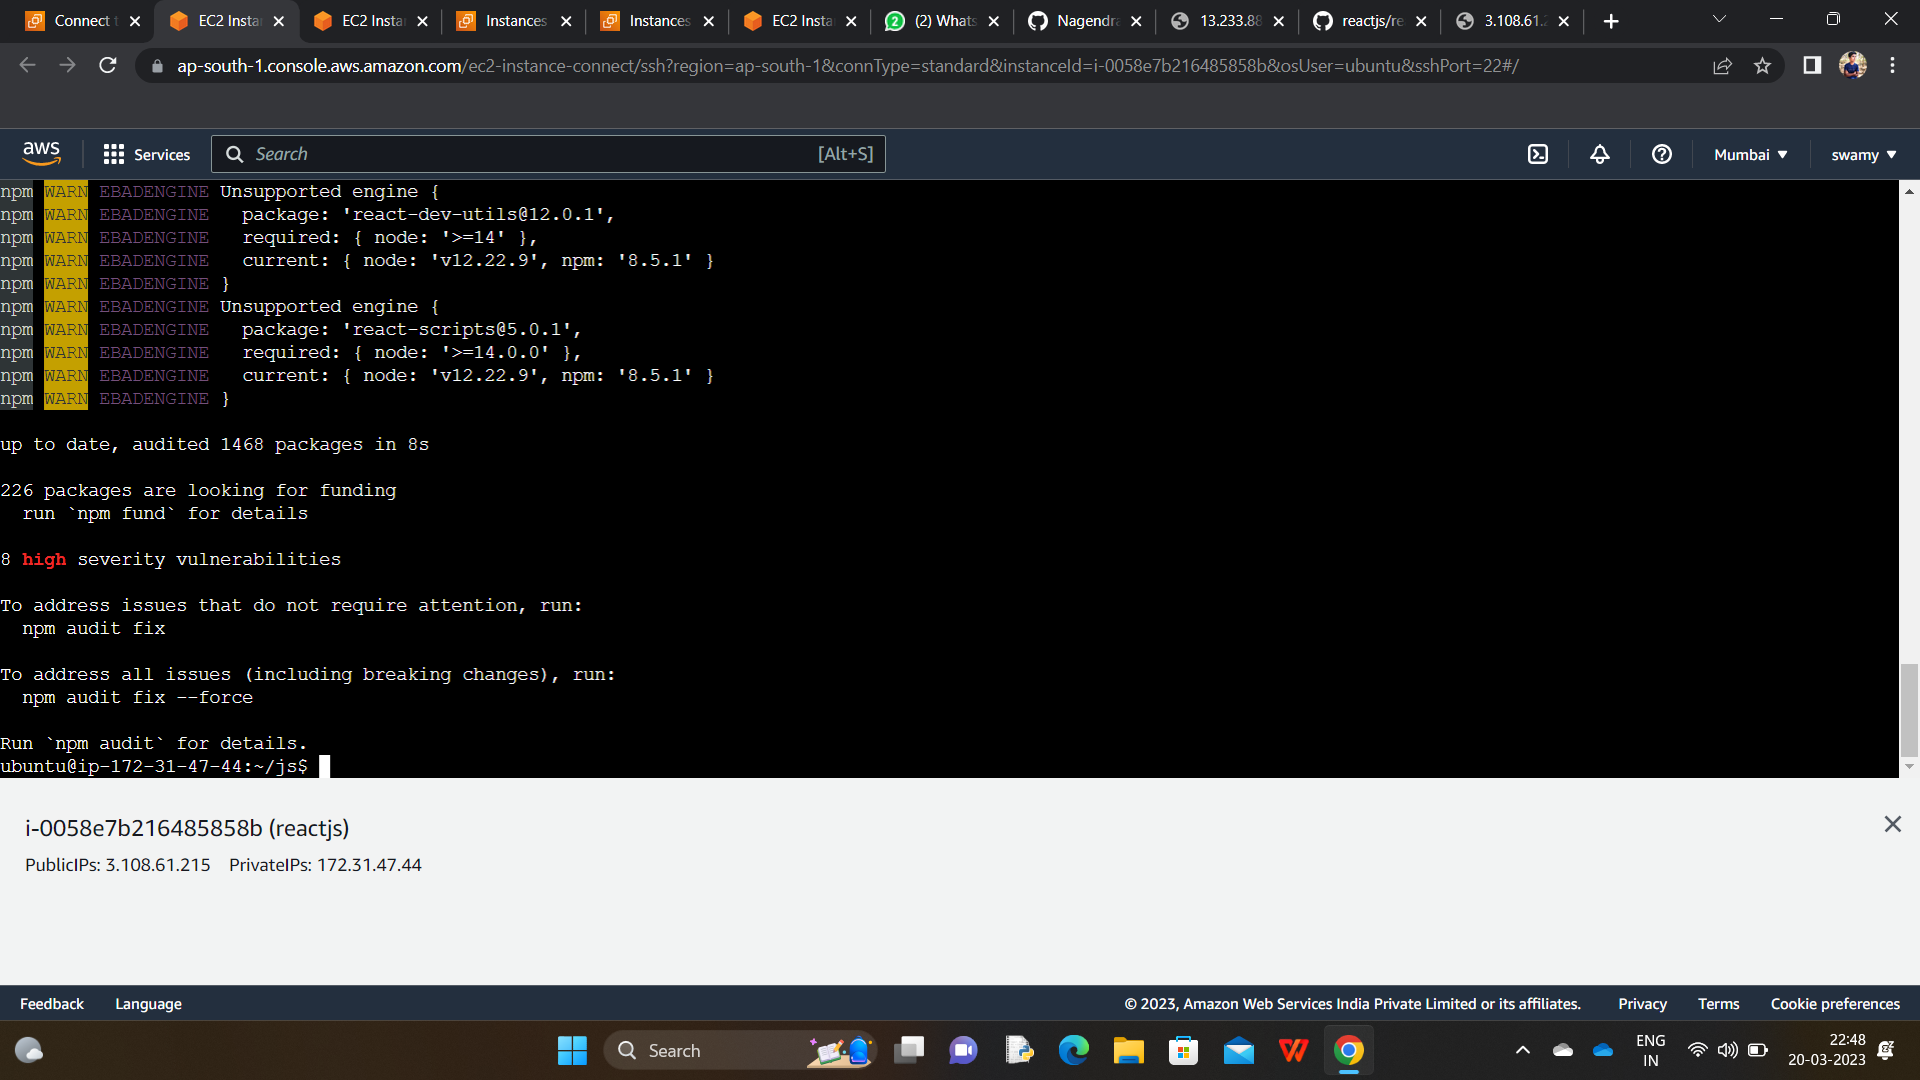 Connect t
EC2 Insta
EC2 Insta
Instances
Instances
EC2 Insta
2 (2) Whats
Nagendra
13.233.88
reactjs/re
3.108.61.2
ap-south-1.console.aws.amazon.com/ec2-instance-connect/ssh?region=ap-south-1&connType=standard&instanceId=i-0058e7b216485858b&osUser=ubuntu&sshPort=22#/
aws Services Search [Alt+S] Mumbai swamy
npm WARN EBADENGINE Unsupported engine {
npm WARN EBADENGINE   package: 'react-dev-utils@12.0.1',
npm WARN EBADENGINE   required: { node: '>=14' },
npm WARN EBADENGINE   current: { node: 'v12.22.9', npm: '8.5.1' }
npm WARN EBADENGINE }
npm WARN EBADENGINE Unsupported engine {
npm WARN EBADENGINE   package: 'react-scripts@5.0.1',
npm WARN EBADENGINE   required: { node: '>=14.0.0' },
npm WARN EBADENGINE   current: { node: 'v12.22.9', npm: '8.5.1' }
npm WARN EBADENGINE }
up to date, audited 1468 packages in 8s
226 packages are looking for funding
  run `npm fund` for details
8 high severity vulnerabilities
To address issues that do not require attention, run:
  npm audit fix
To address all issues (including breaking changes), run:
  npm audit fix --force
Run `npm audit` for details.
ubuntu@ip-172-31-47-44:~/js$
i-0058e7b216485858b (reactjs)
PublicIPs: 3.108.61.215 PrivateIPs: 172.31.47.44
Feedback Language © 2023, Amazon Web Services India Private Limited or its affiliates. Privacy Terms Cookie preferences
Search
ENG
IN
22:48
20-03-2023